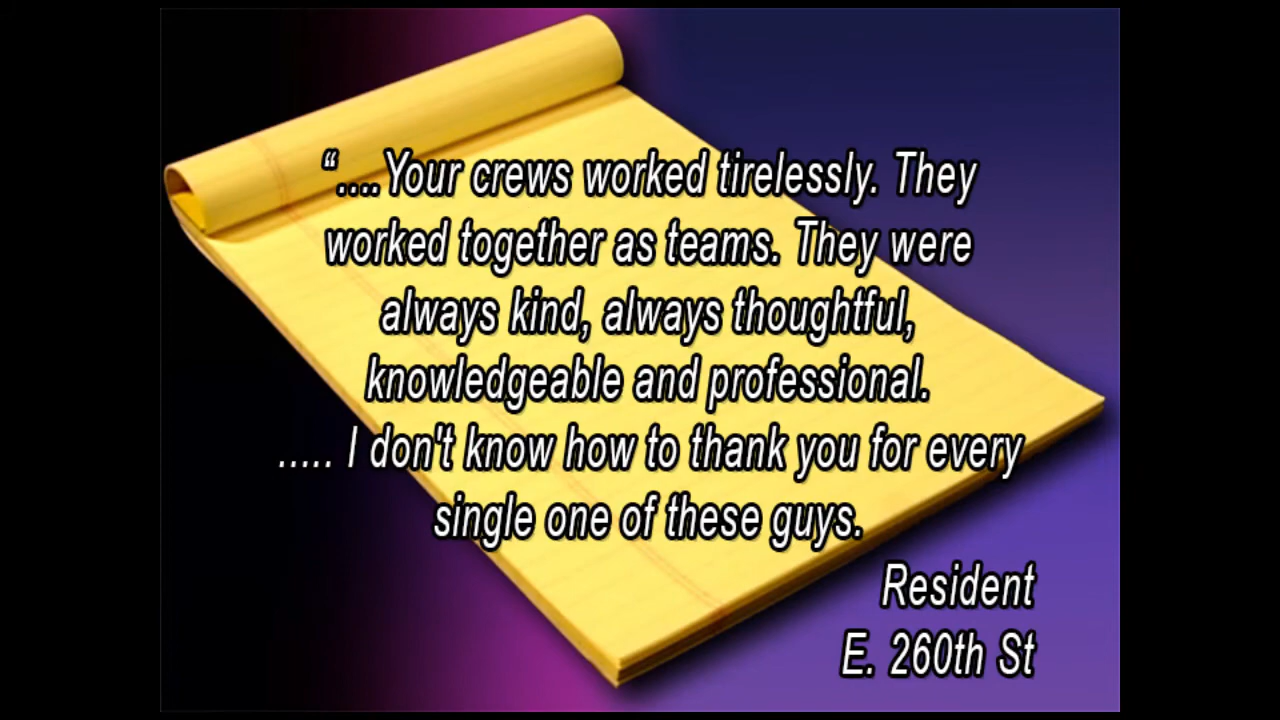 “....Your crews worked tirelessly. They
worked together as teams. They were
always kind, always thoughtful,
knowledgeable and professional.
..... I don't know how to thank you for every
single one of these guys.
Resident
E. 260th St